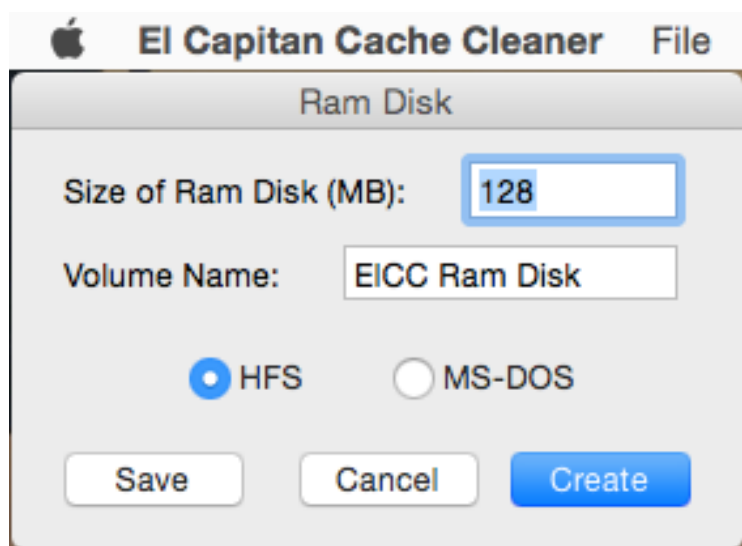 El Capitan Cache Cleaner File
Ram Disk
Size of Ram Disk (MB): 128
Volume Name: ElCC Ram Disk
HFS MS-DOS
Save Cancel Create